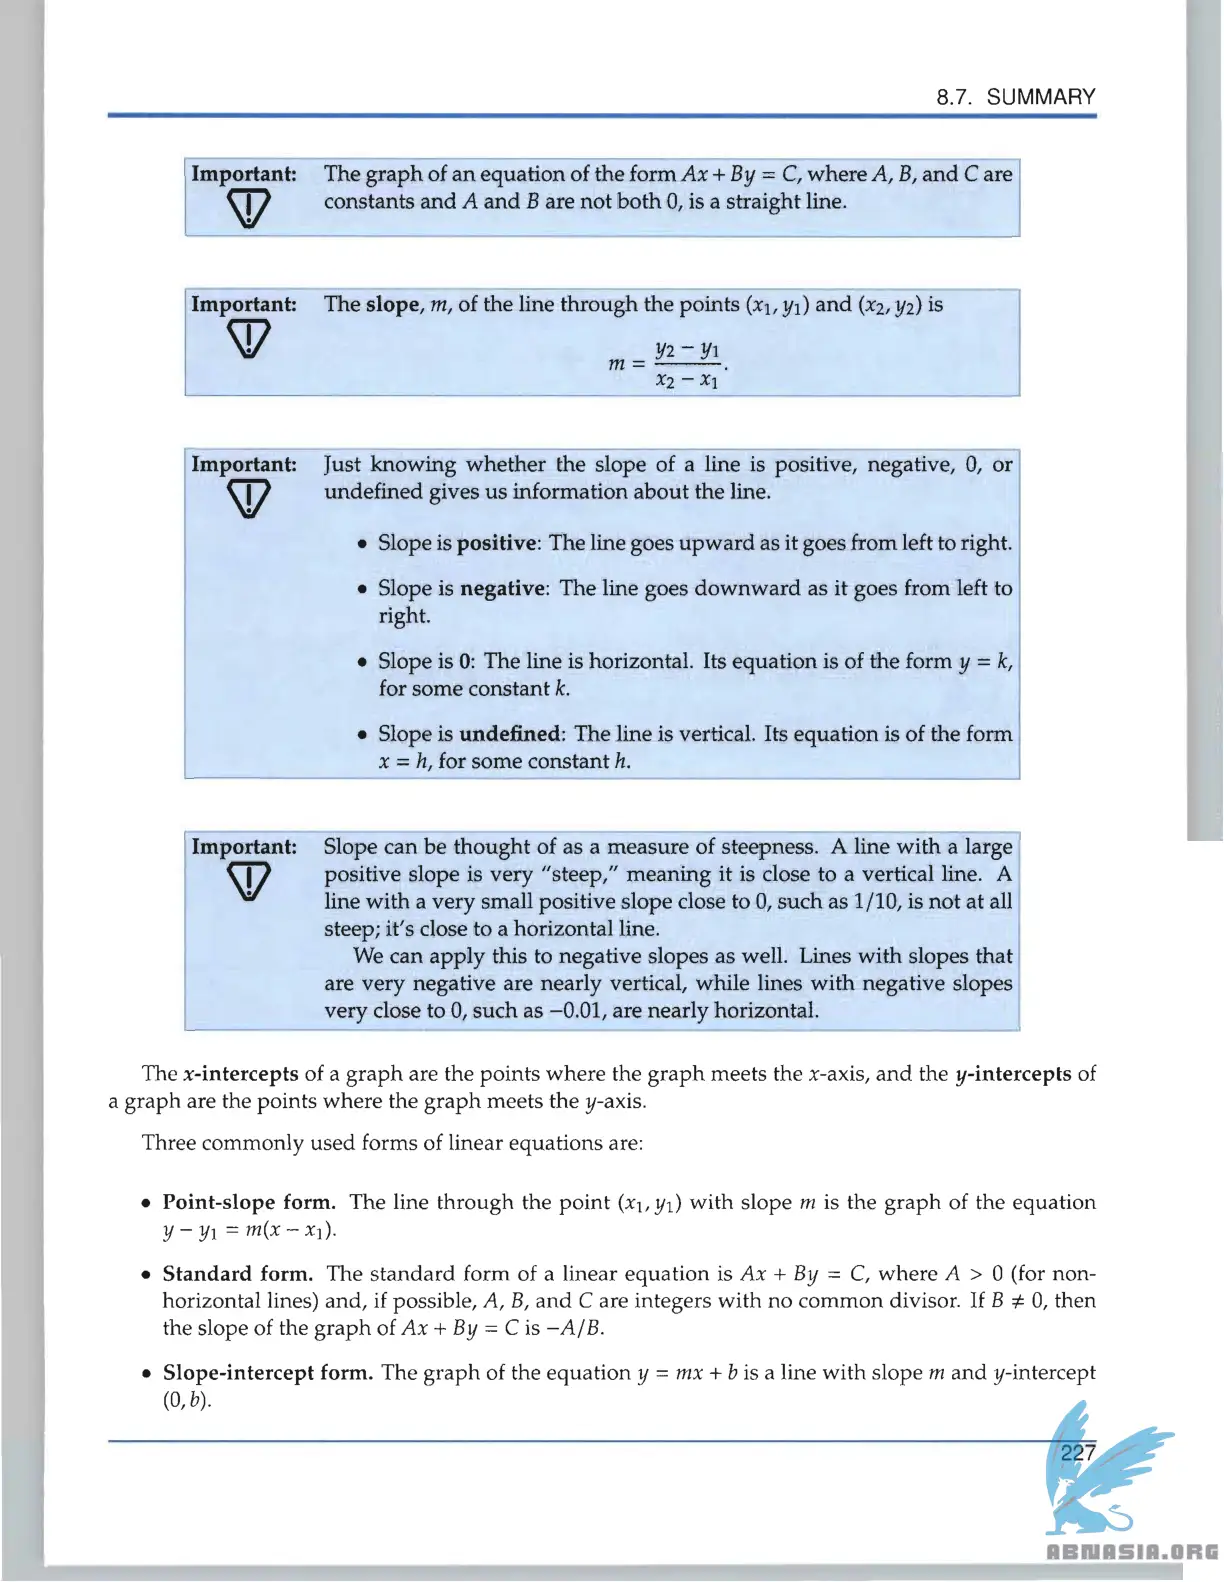 8.7. SUMMARY
Important: The graph of an equation of the form Ax + By = C, where A, B, and C are
constants and A and B are not both 0, is a straight line.
Important: The slope, m, of the line through the points (x₁, y₁) and (x₂, y₂) is
m = (y₂ − y₁)/(x₂ − x₁).
Important: Just knowing whether the slope of a line is positive, negative, 0, or
undefined gives us information about the line.
• Slope is positive: The line goes upward as it goes from left to right.
• Slope is negative: The line goes downward as it goes from left to
right.
• Slope is 0: The line is horizontal. Its equation is of the form y = k,
for some constant k.
• Slope is undefined: The line is vertical. Its equation is of the form
x = h, for some constant h.
Important: Slope can be thought of as a measure of steepness. A line with a large
positive slope is very "steep," meaning it is close to a vertical line. A
line with a very small positive slope close to 0, such as 1/10, is not at all
steep; it's close to a horizontal line.
We can apply this to negative slopes as well. Lines with slopes that
are very negative are nearly vertical, while lines with negative slopes
very close to 0, such as −0.01, are nearly horizontal.
The x-intercepts of a graph are the points where the graph meets the x-axis, and the y-intercepts of
a graph are the points where the graph meets the y-axis.
Three commonly used forms of linear equations are:
• Point-slope form. The line through the point (x₁, y₁) with slope m is the graph of the equation
y − y₁ = m(x − x₁).
• Standard form. The standard form of a linear equation is Ax + By = C, where A > 0 (for non-
horizontal lines) and, if possible, A, B, and C are integers with no common divisor. If B ≠ 0, then
the slope of the graph of Ax + By = C is −A/B.
• Slope-intercept form. The graph of the equation y = mx + b is a line with slope m and y-intercept
(0, b).
227
ABNASIA.ORG